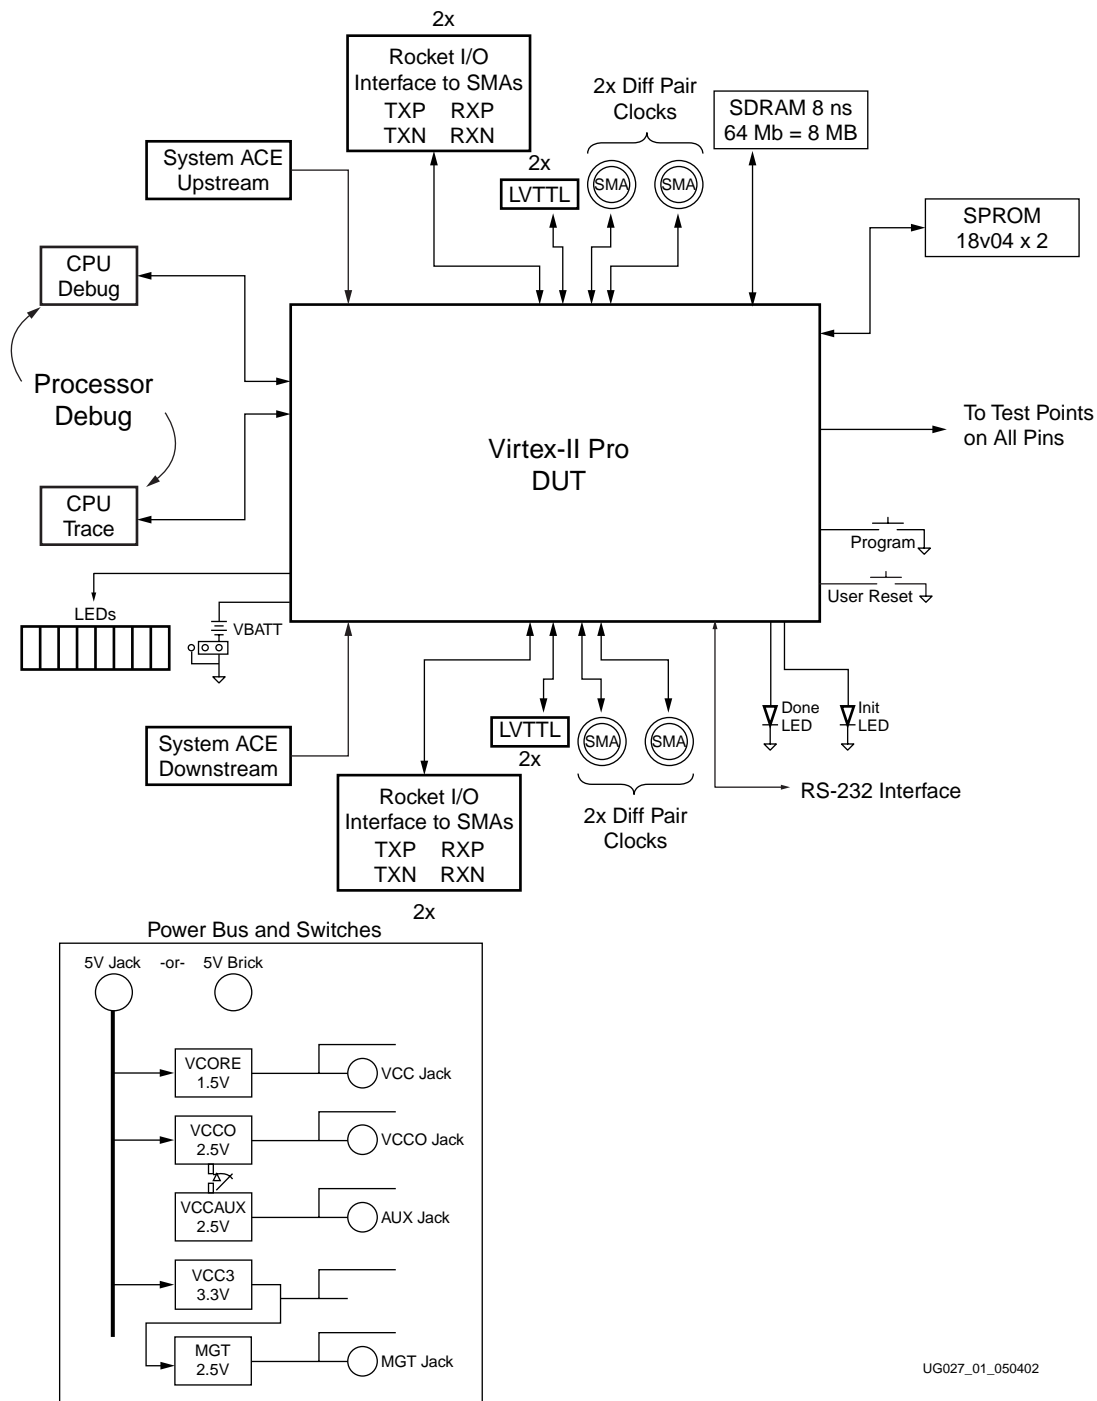 2x
Rocket I/O
Interface to SMAs
TXP RXP
TXN RXN
2x Diff Pair
Clocks
SDRAM 8 ns
64 Mb = 8 MB
System ACE
Upstream
2x
LVTTL
SMA
SMA
SPROM
18v04 x 2
CPU
Debug
Processor
Debug
CPU
Trace
Virtex-II Pro
DUT
To Test Points
on All Pins
Program
User Reset
LEDs
VBATT
System ACE
Downstream
LVTTL
2x
SMA
SMA
Done
LED
Init
LED
RS-232 Interface
Rocket I/O
Interface to SMAs
TXP RXP
TXN RXN
2x
2x Diff Pair
Clocks
Power Bus and Switches
5V Jack -or- 5V Brick
VCORE
1.5V
VCC Jack
VCCO
2.5V
VCCO Jack
VCCAUX
2.5V
AUX Jack
VCC3
3.3V
MGT
2.5V
MGT Jack
UG027_01_050402